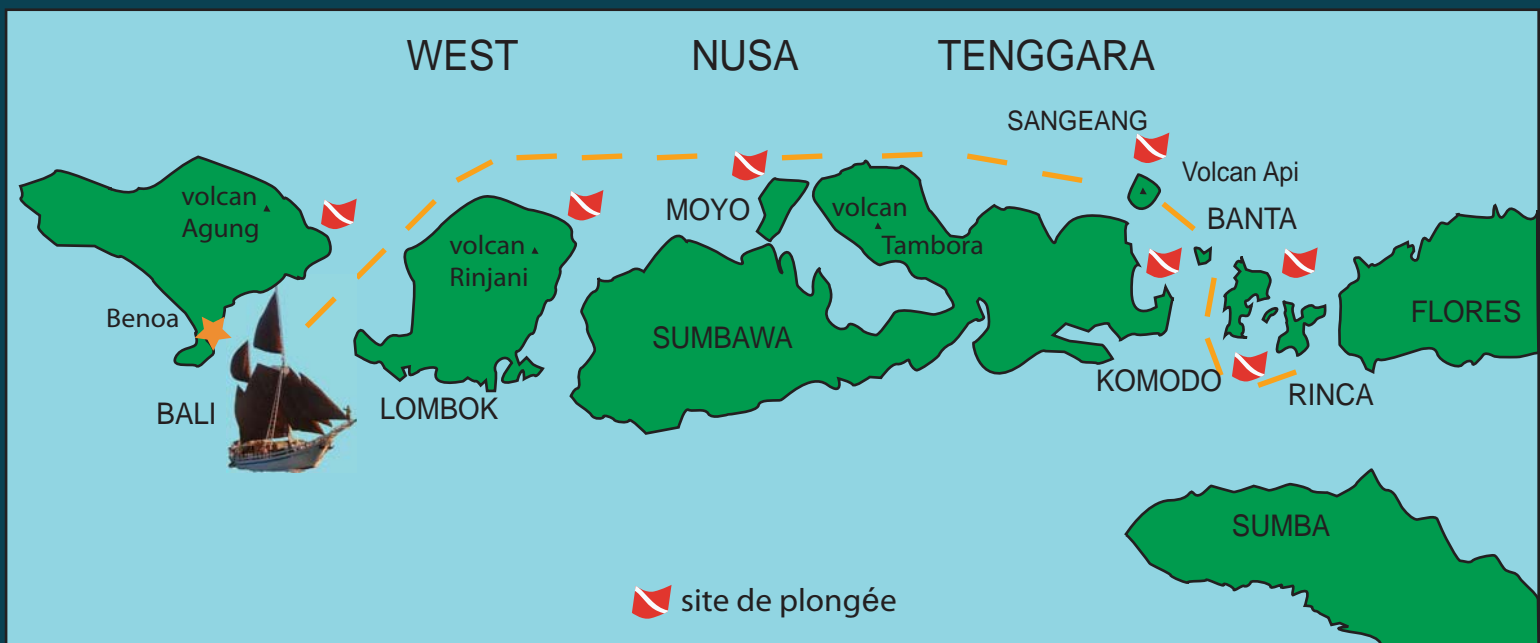 WEST NUSA TENGGARA
SANGEANG
Volcan Api
volcan
Agung
MOYO
volcan
Tambora
BANTA
volcan
Rinjani
Benoa
SUMBAWA
FLORES
BALI
LOMBOK
KOMODO
RINCA
SUMBA
site de plongée